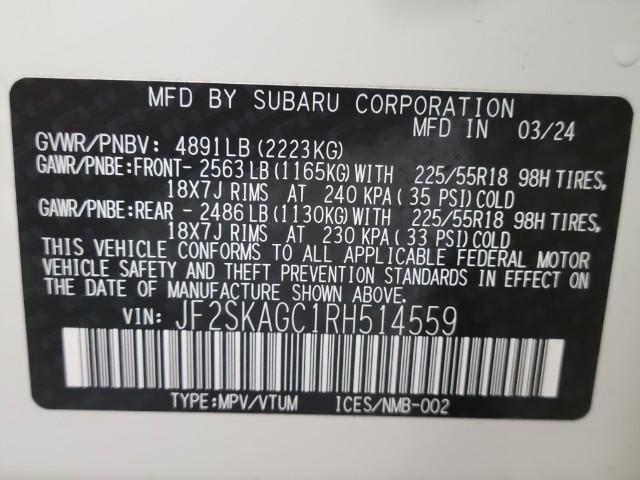 MFD BY SUBARU CORPORATION
MFD IN 03/24
GVWR/PNBV: 4891LB (2223KG)
GAWR/PNBE:FRONT- 2563 LB (1165KG) WITH 225/55R18 98H TIRES,
18X7J RIMS AT 240 KPA ( 35 PSI) COLD
GAWR/PNBE:REAR - 2486 LB (1130KG) WITH 225/55R18 98H TIRES,
18X7J RIMS AT 230 KPA ( 33 PSI) COLD
THIS VEHICLE CONFORMS TO ALL APPLICABLE FEDERAL MOTOR
VEHICLE SAFETY AND THEFT PREVENTION STANDARDS IN EFFECT ON
THE DATE OF MANUFACTURE SHOWN ABOVE.
VIN: JF2SKAGC1RH514559
TYPE:MPV/VTUM ICES/NMB-002